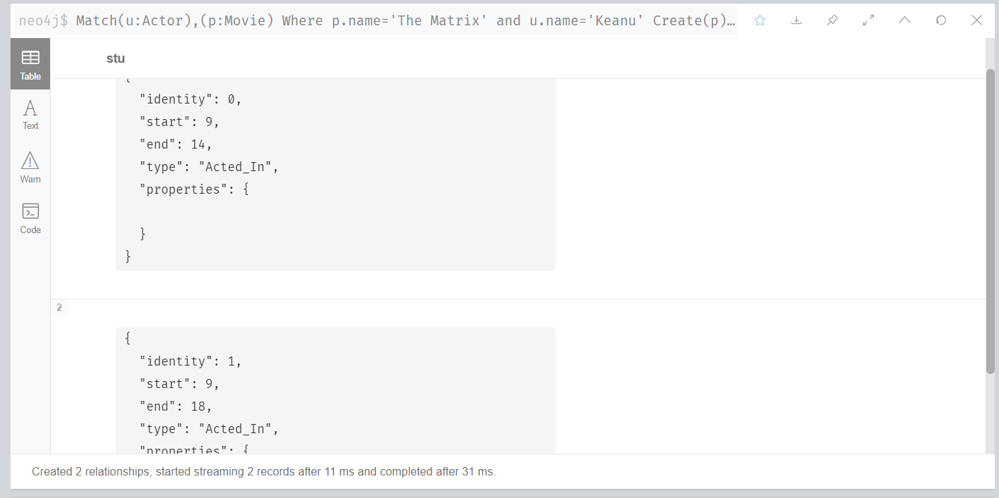 neo4j$ Match(u:Actor),(p:Movie) Where p.name='The Matrix' and u.name='Keanu' Create(p)…
Table
Text
Warn
Code
stu
{
"identity": 0,
"start": 9,
"end": 14,
"type": "Acted_In",
"properties": {
}
}
2
{
"identity": 1,
"start": 9,
"end": 18,
"type": "Acted_In",
"properties": {
Created 2 relationships, started streaming 2 records after 11 ms and completed after 31 ms.